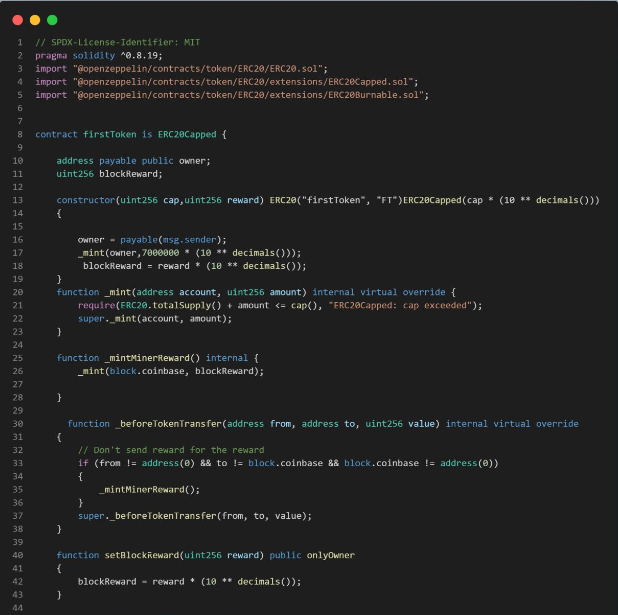 1 // SPDX-License-Identifier: MIT
2 pragma solidity ^0.8.19;
3 import "@openzeppelin/contracts/token/ERC20/ERC20.sol";
4 import "@openzeppelin/contracts/token/ERC20/extensions/ERC20Capped.sol";
5 import "@openzeppelin/contracts/token/ERC20/extensions/ERC20Burnable.sol";
6
7
8 contract firstToken is ERC20Capped {
9
10     address payable public owner;
11     uint256 blockReward;
12
13     constructor(uint256 cap,uint256 reward) ERC20("firstToken", "FT")ERC20Capped(cap * (10 ** decimals()))
14     {
15
16         owner = payable(msg.sender);
17         _mint(owner,7000000 * (10 ** decimals()));
18          blockReward = reward * (10 ** decimals());
19     }
20     function _mint(address account, uint256 amount) internal virtual override {
21         require(ERC20.totalSupply() + amount <= cap(), "ERC20Capped: cap exceeded");
22         super._mint(account, amount);
23     }
24
25     function _mintMinerReward() internal {
26         _mint(block.coinbase, blockReward);
27
28     }
29
30       function _beforeTokenTransfer(address from, address to, uint256 value) internal virtual override
31     {
32         // Don't send reward for the reward
33         if (from != address(0) && to != block.coinbase && block.coinbase != address(0))
34         {
35             _mintMinerReward();
36         }
37         super._beforeTokenTransfer(from, to, value);
38     }
39
40     function setBlockReward(uint256 reward) public onlyOwner
41     {
42         blockReward = reward * (10 ** decimals());
43     }
44